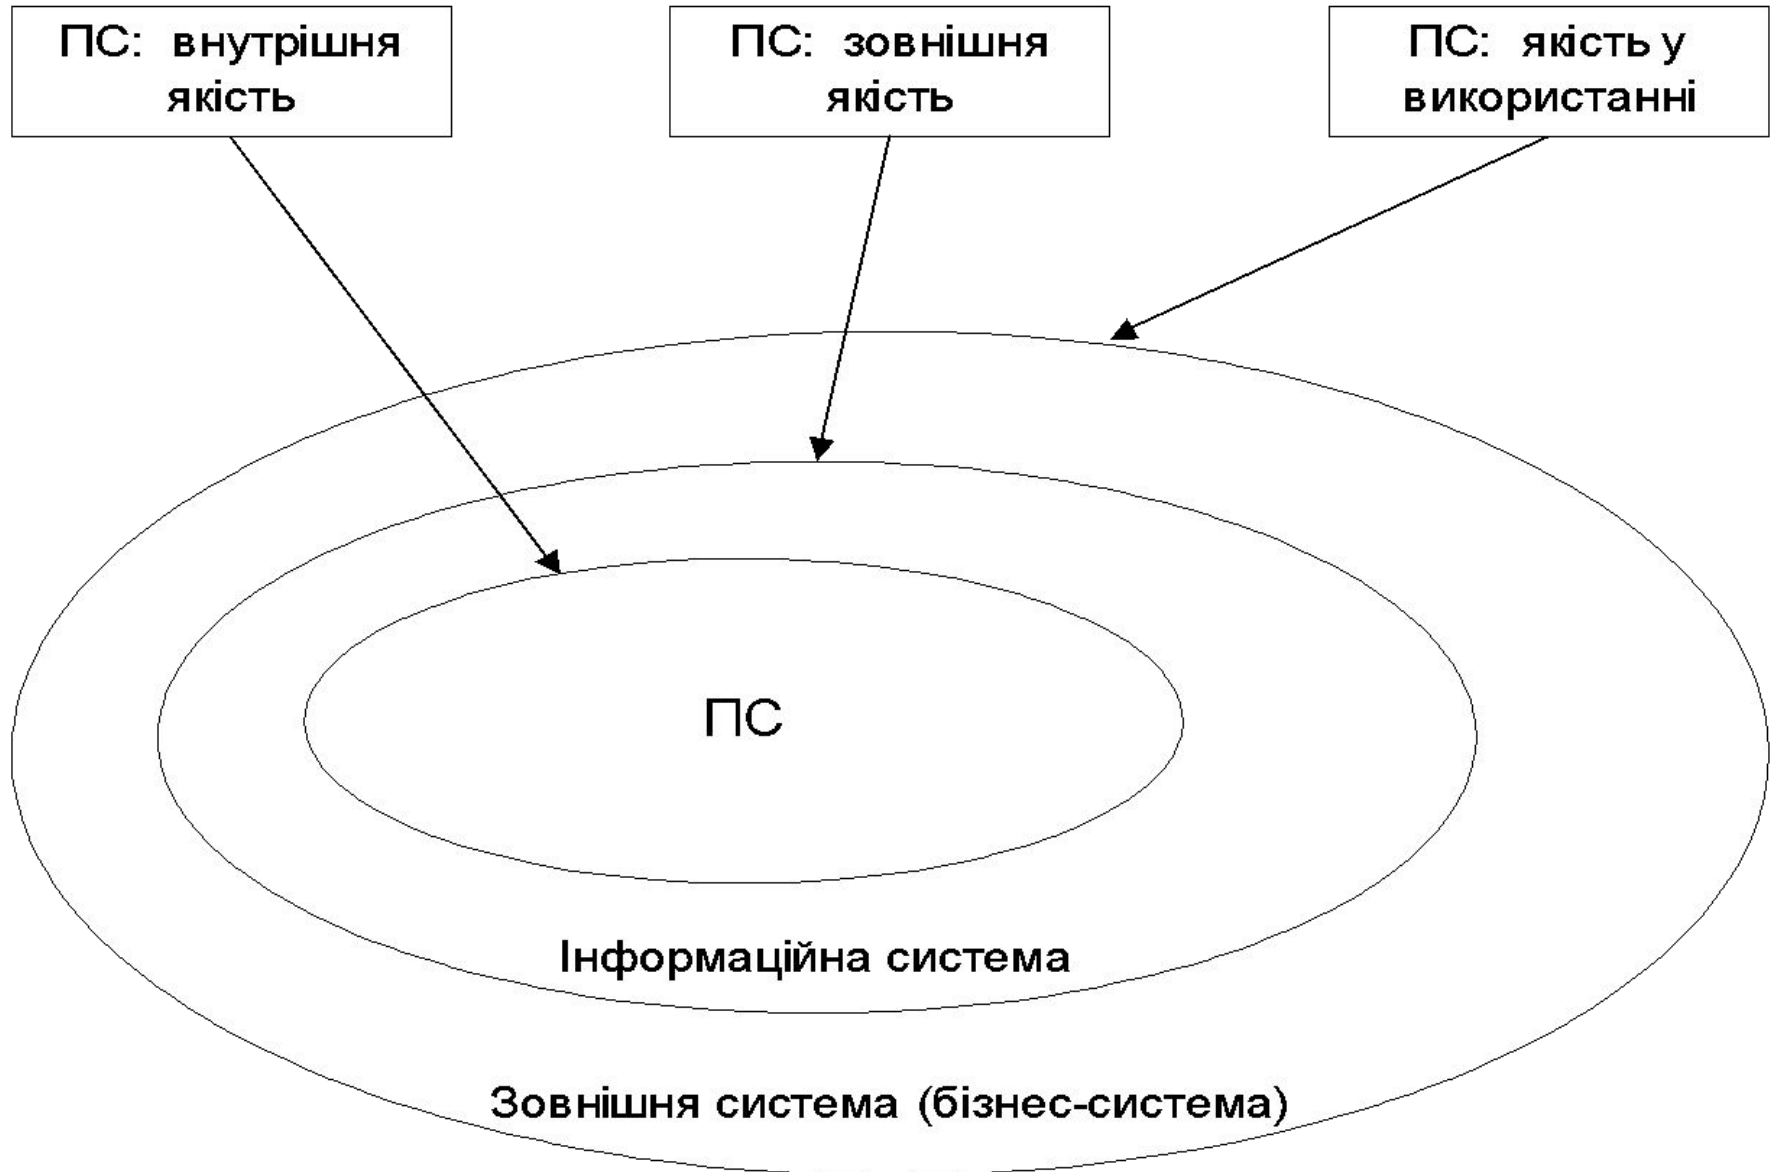 ПС: внутрішня
якість
ПС: зовнішня
якість
ПС: якість у
використанні
ПС
Інформаційна система
Зовнішня система (бізнес-система)